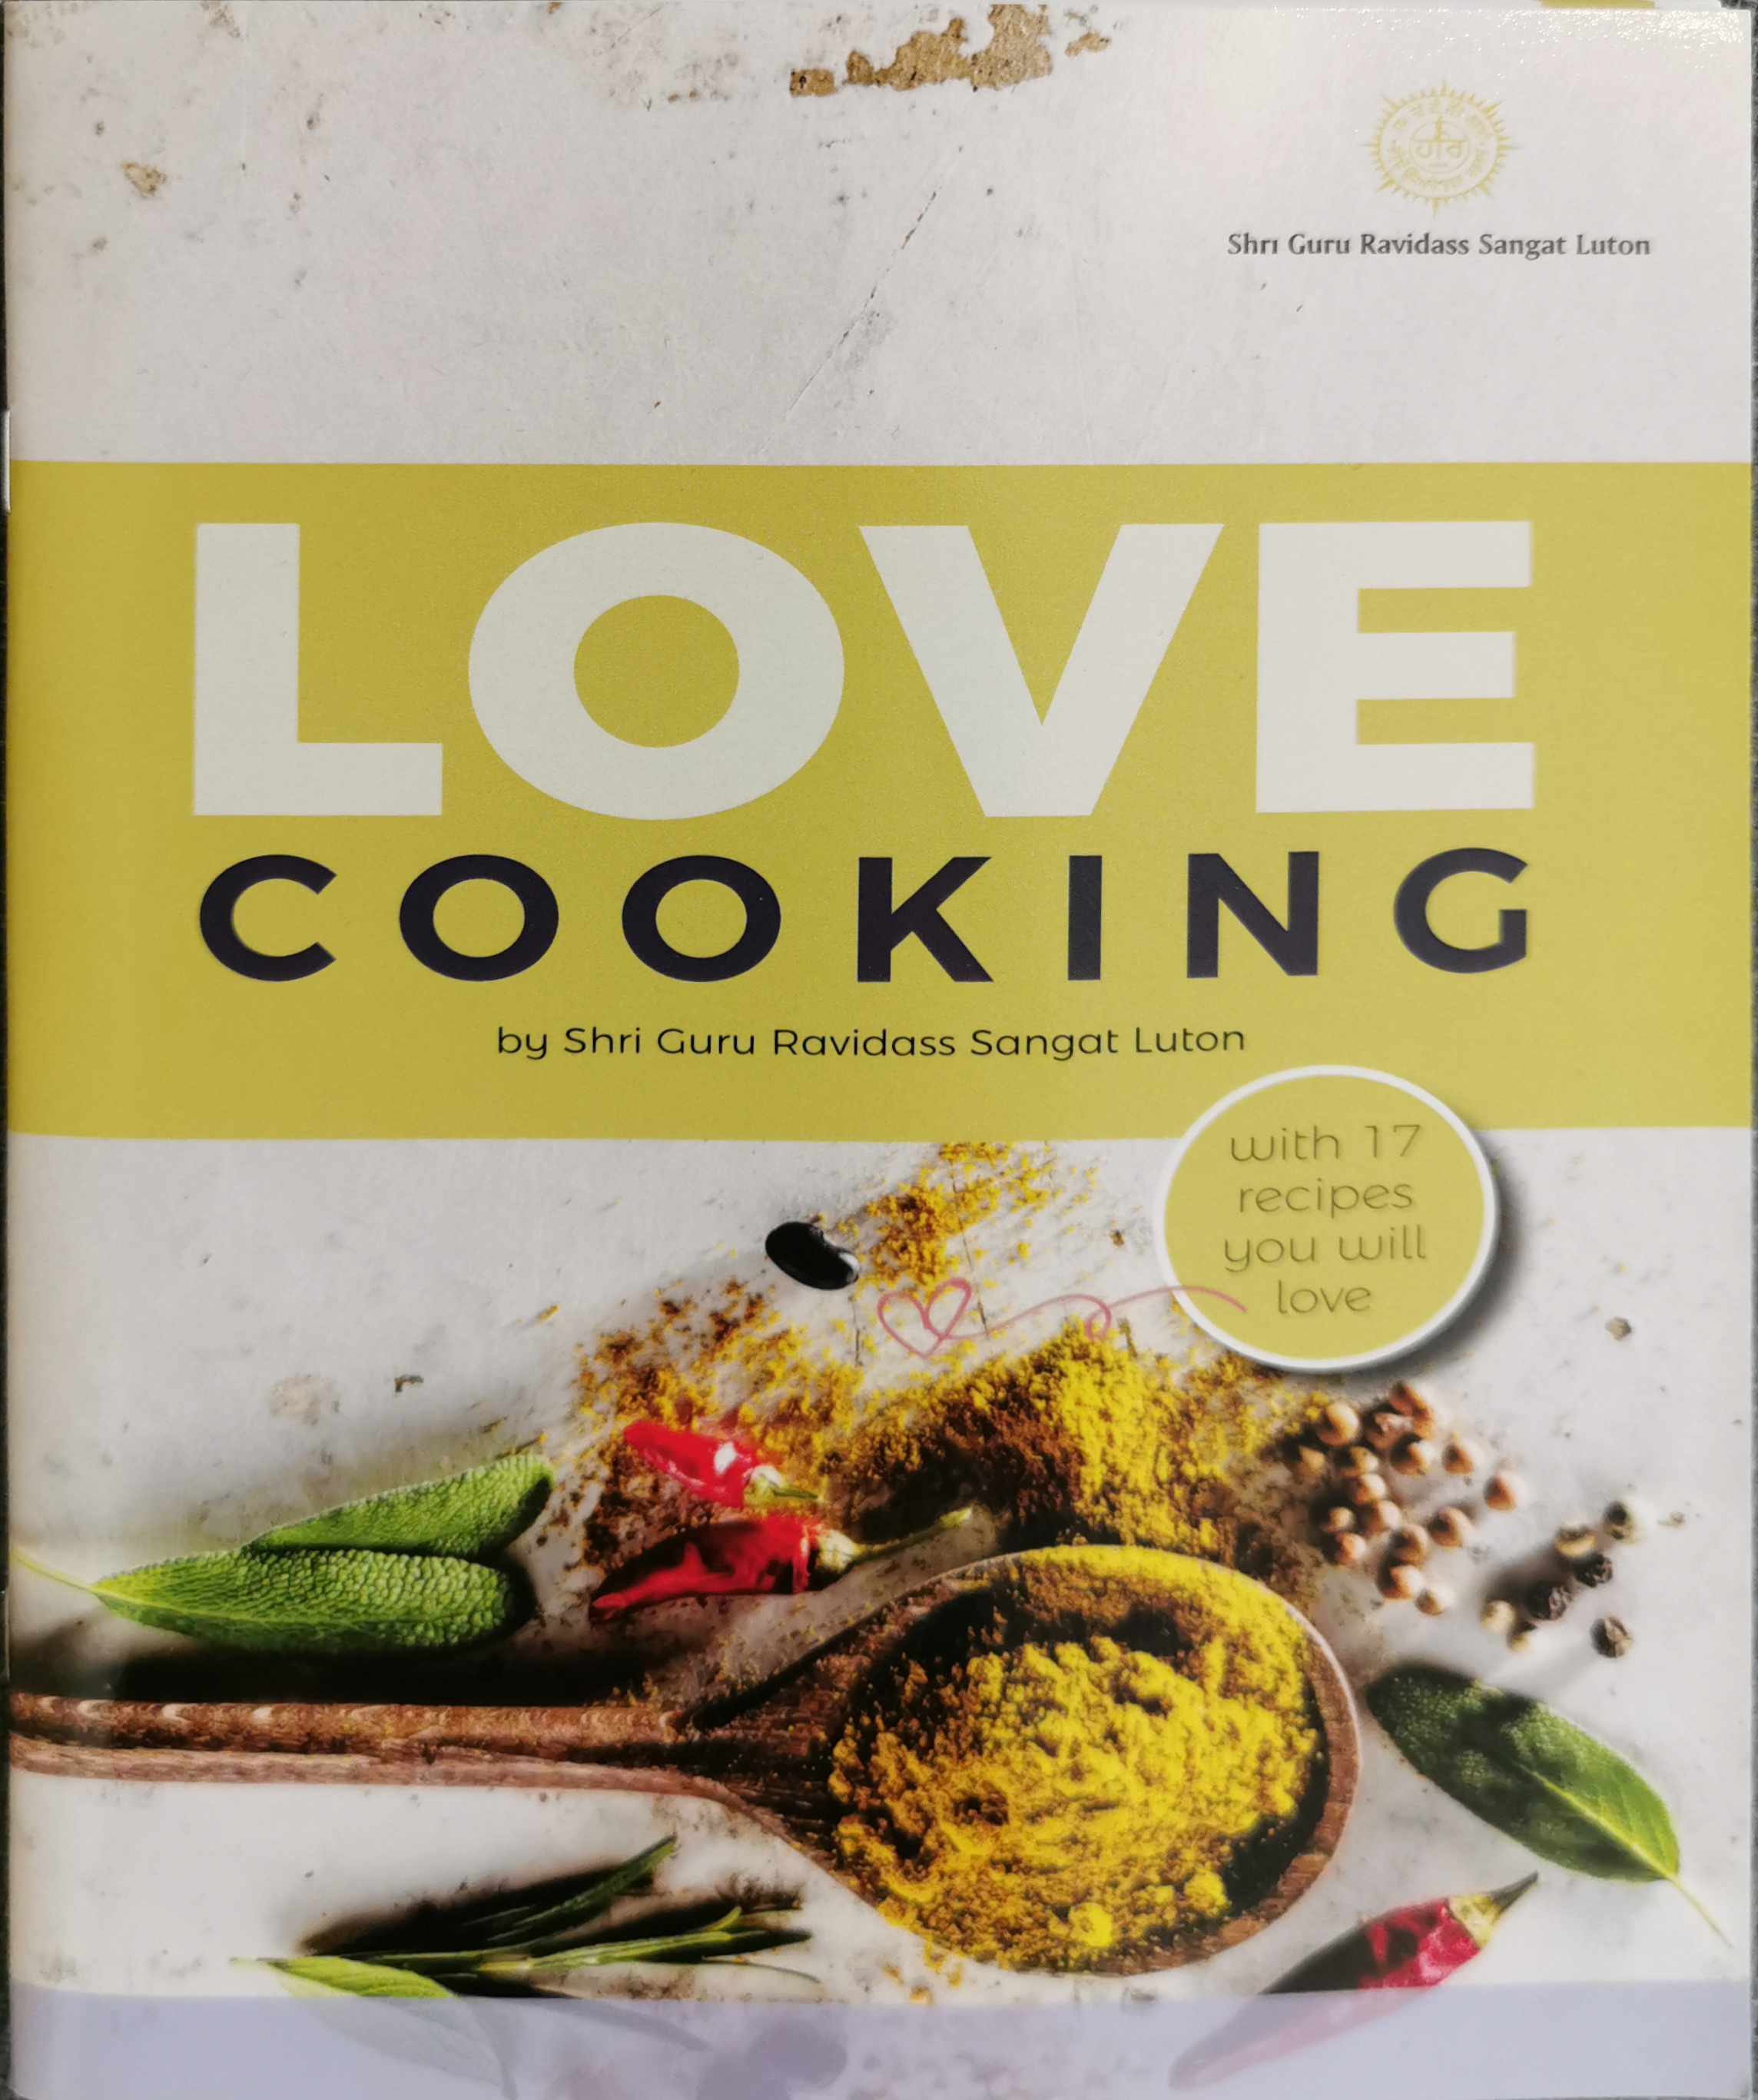 ਹਰਿ
Shri Guru Ravidass Sangat Luton
LOVE
COOKING
by Shri Guru Ravidass Sangat Luton
with 17
recipes
you will
love